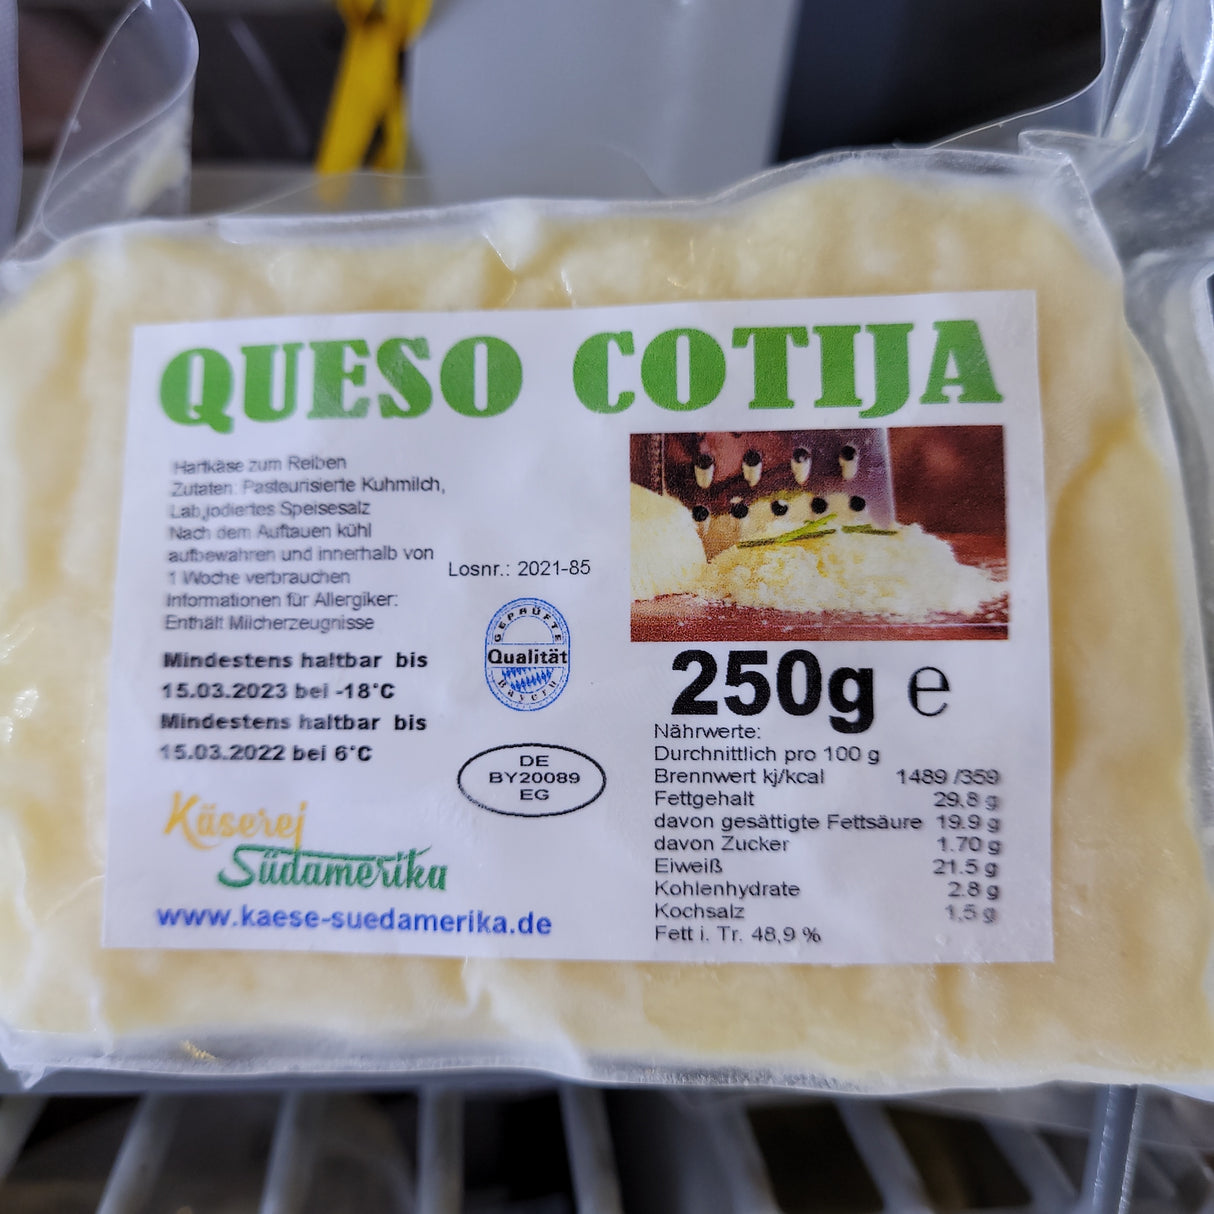 QUESO COTIJA
Hartkäse zum Reiben
Zutaten: Pasteurisierte Kuhmilch,
Lab,jodiertes Speisesalz
Nach dem Auftauen kühl
aufbewahren und innerhalb von
1 Woche verbrauchen
Informationen für Allergiker:
Enthält Milcherzeugnisse
Mindestens haltbar bis
15.03.2023 bei -18°C
Mindestens haltbar bis
15.03.2022 bei 6°C
Käserei
Südamerika
www.kaese-suedamerika.de
Losnr.: 2021-85
GEPRÜFTE
Qualität
Bayern
DE
BY20089
EG
250g e
Nährwerte:
Durchnittlich pro 100 g
Brennwert kj/kcal 1489 /359
Fettgehalt 29.8 g
davon gesättigte Fettsäure 19.9 g
davon Zucker 1.70 g
Eiweiß 21.5 g
Kohlenhydrate 2.8 g
Kochsalz 1,5 g
Fett i. Tr. 48,9 %